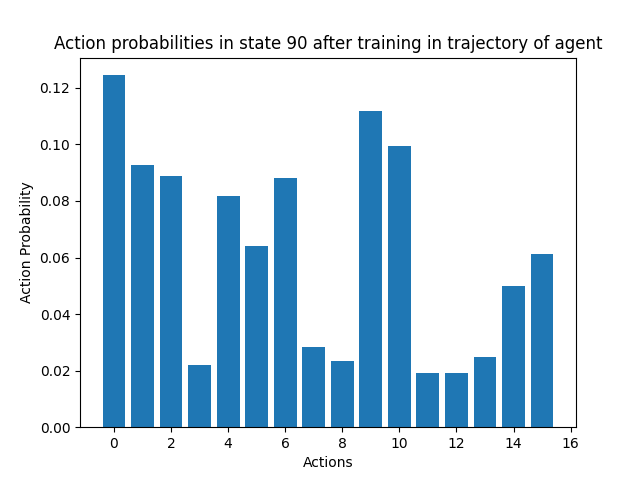 Action probabilities in state 90 after training in trajectory of agent
Action Probability
0.12
0.10
0.08
0.06
0.04
0.02
0.00
0 2 4 6 8 10 12 14 16
Actions